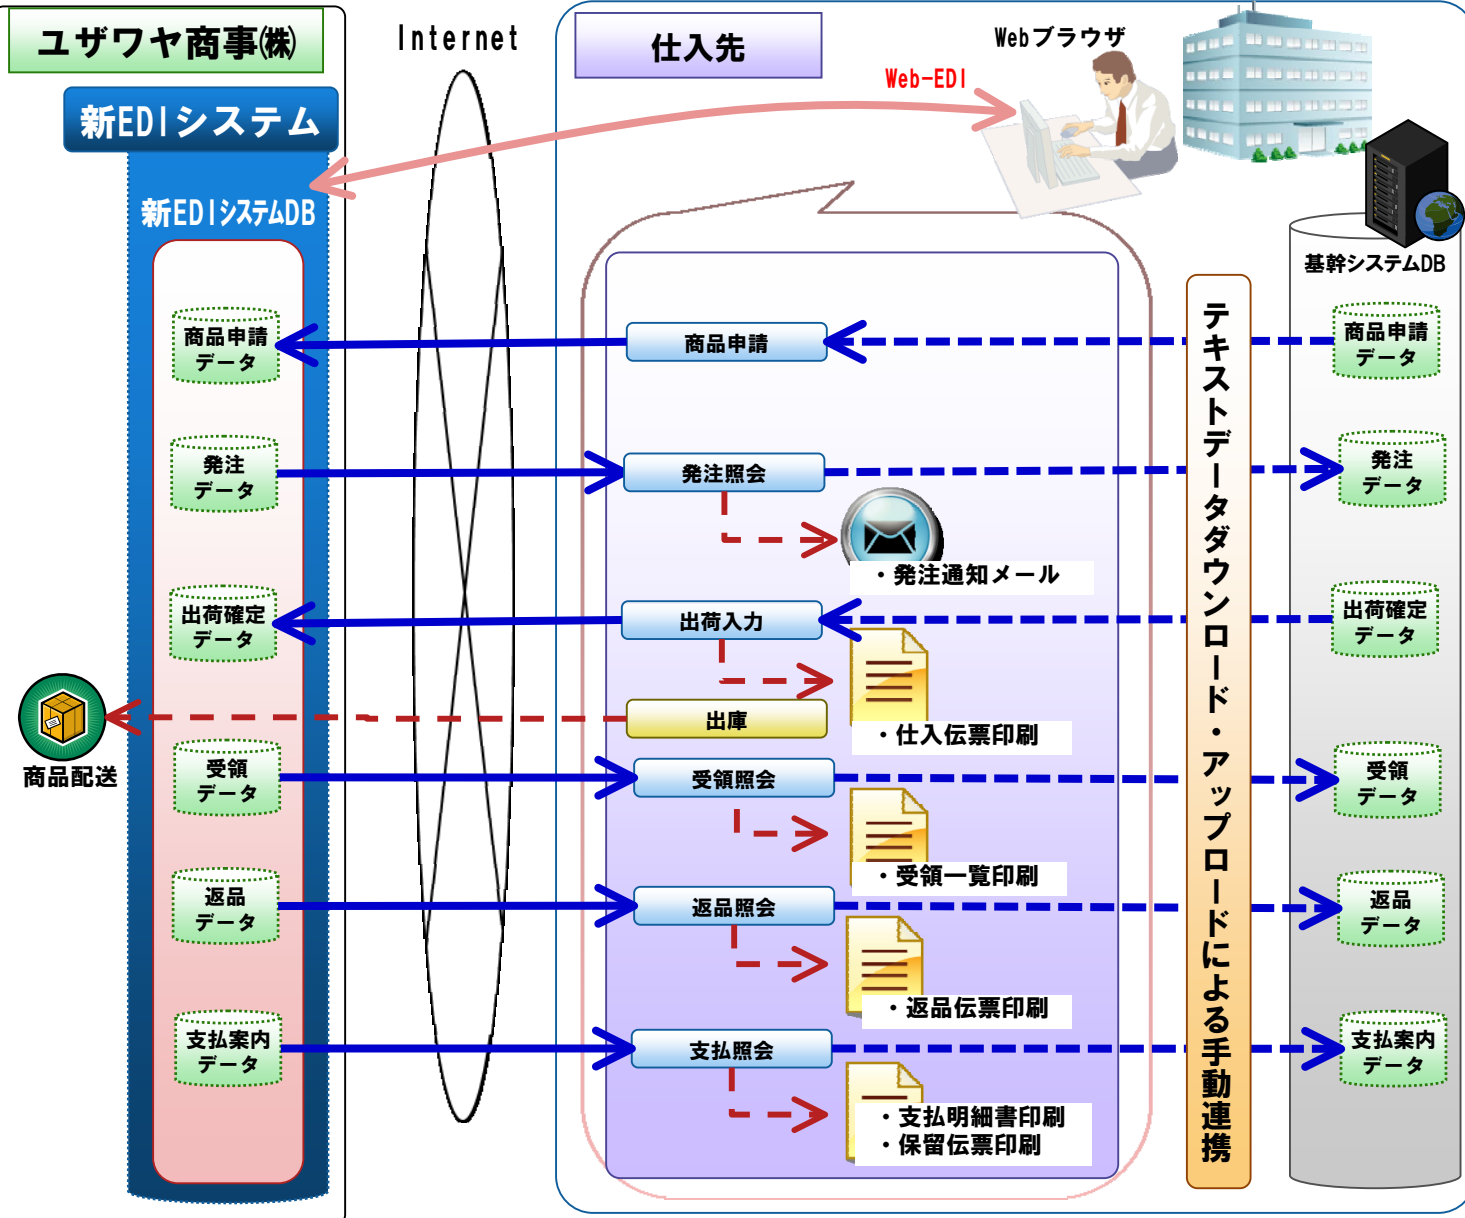 ユザワヤ商事㈱
Internet
仕入先
Webブラウザ
Web-EDI
新EDIシステム
新EDIシステムDB
基幹システムDB
商品申請
データ
商品申請
商品申請
データ
発注
データ
発注照会
発注
データ
・発注通知メール
出荷確定
データ
出荷入力
出荷確定
データ
・仕入伝票印刷
出庫
商品配送
受領
データ
受領照会
受領
データ
・受領一覧印刷
返品
データ
返品照会
返品
データ
・返品伝票印刷
支払案内
データ
支払照会
支払案内
データ
・支払明細書印刷
・保留伝票印刷
テキストデータダウンロード・アップロードによる手動連携